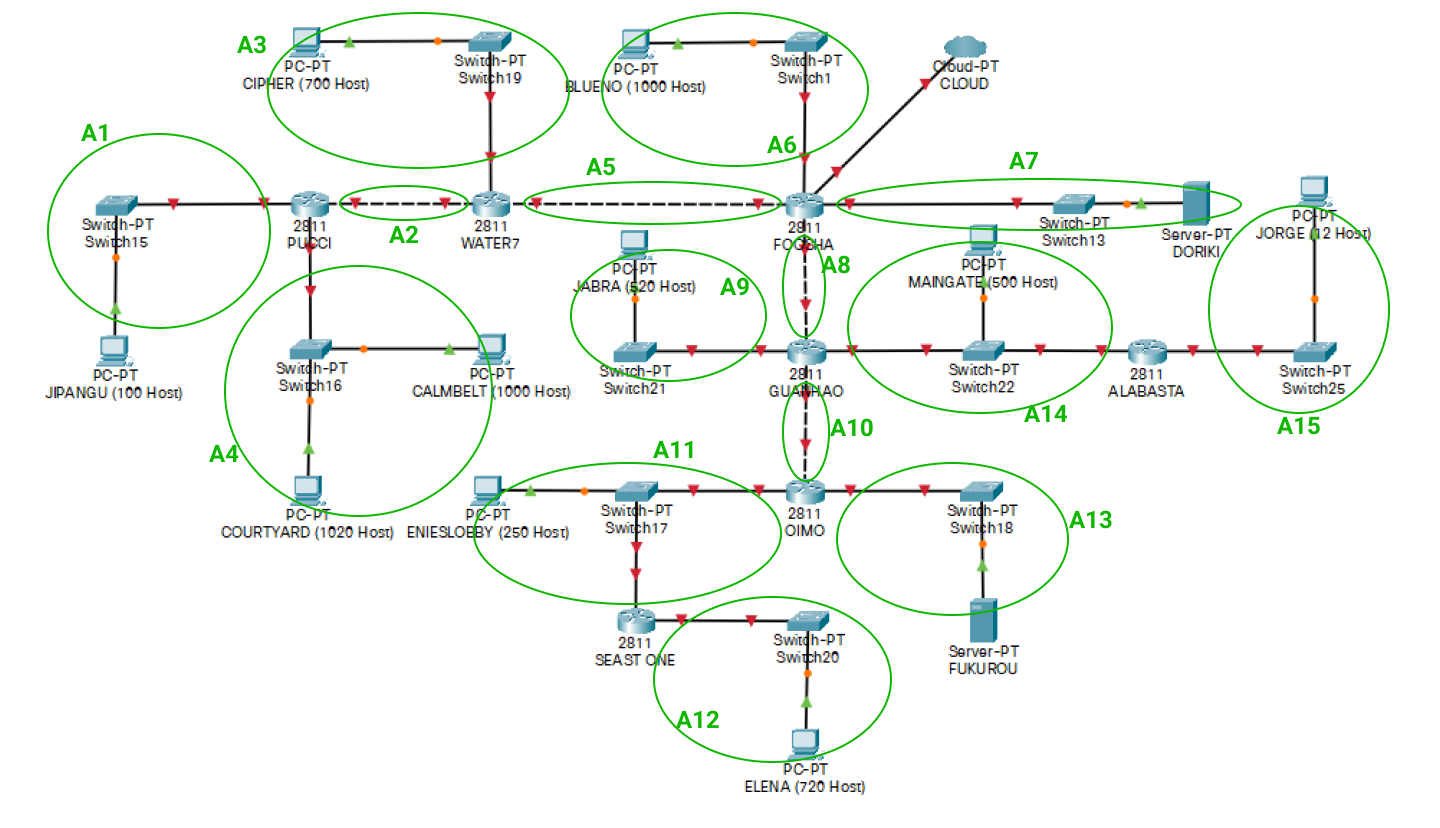 A3
PC-PT
CIPHER (700 Host)
Switch-PT
Switch19
PC-PT
BLUENO (1000 Host)
Switch-PT
Switch1
Cloud-PT
CLOUD
A1
A6
A5
A7
Switch-PT
Switch15
2811
PUCCI
A2
2811
WATER7
2811
FOOSHA
Switch-PT
Switch13
Server-PT
DORIKI
PC-PT
JORGE (12 Host)
A8
PC-PT
JABRA (520 Host)
A9
PC-PT
MAINGATE (500 Host)
PC-PT
JIPANGU (100 Host)
Switch-PT
Switch16
PC-PT
CALMBELT (1000 Host)
Switch-PT
Switch21
2811
GUANHAO
Switch-PT
Switch22
2811
ALABASTA
Switch-PT
Switch25
A14
A15
A10
A4
A11
PC-PT
COURTYARD (1020 Host)
PC-PT
ENIESLOBBY (250 Host)
Switch-PT
Switch17
2811
OIMO
Switch-PT
Switch18
A13
2811
SEAST ONE
Switch-PT
Switch20
Server-PT
FUKUROU
A12
PC-PT
ELENA (720 Host)